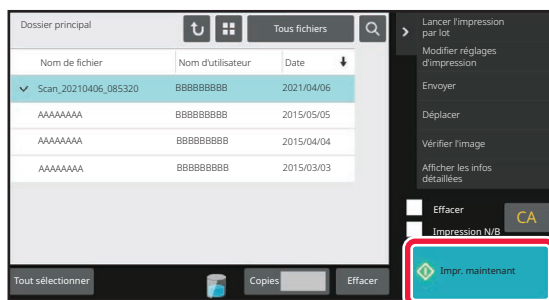 Dossier principal
Tous fichiers
Nom de fichier
Nom d'utilisateur
Date
Scan_20210406_085320
BBBBBBBBB
2021/04/06
AAAAAAAA
BBBBBBBBB
2015/05/05
AAAAAAAA
BBBBBBBBB
2015/04/04
AAAAAAAA
BBBBBBBBB
2015/03/03
Tout sélectionner
Copies
Effacer
Lancer l'impression
par lot
Modifier réglages
d'impression
Envoyer
Déplacer
Vérifier l'image
Afficher les infos
détaillées
Effacer
Impression N/B
CA
Impr. maintenant